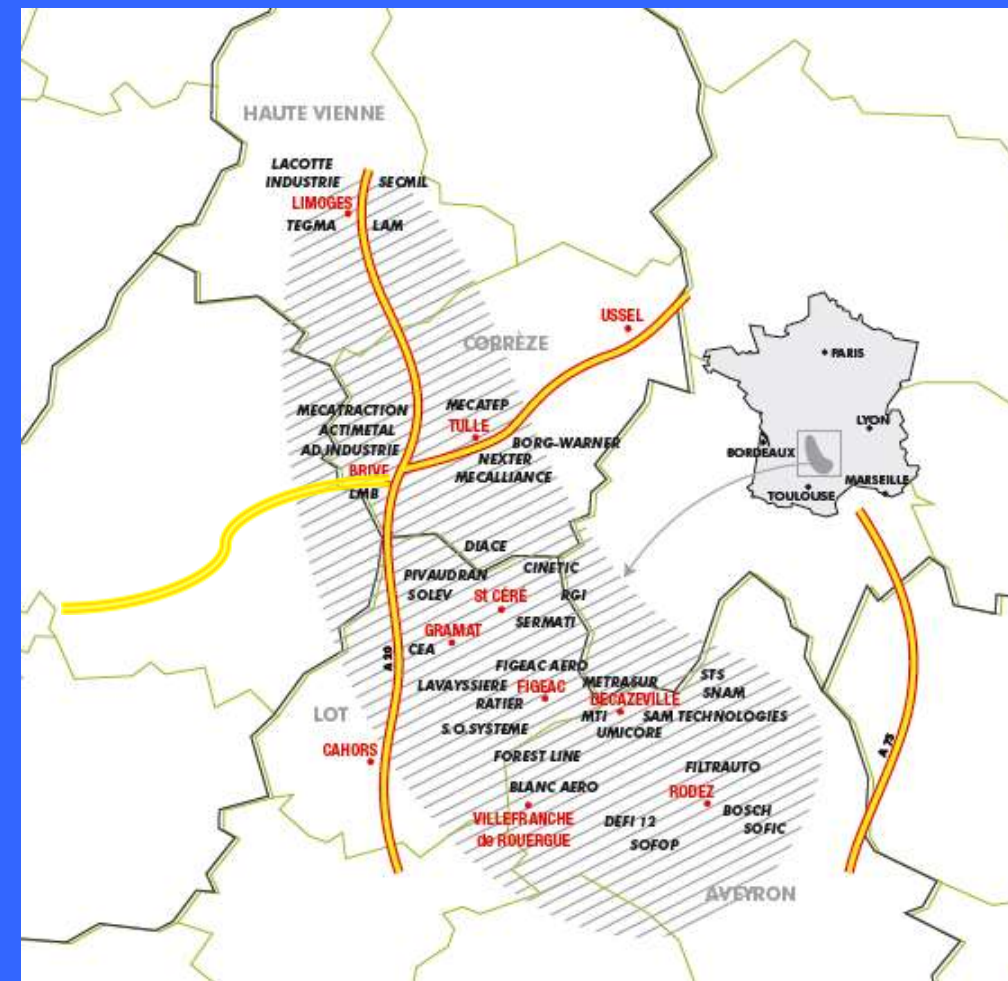 HAUTE VIENNE
LACOTTE
INDUSTRIE
SECMIL
LIMOGES
TEGMA
LAM
USSEL
CORRÈZE
PARIS
LYON
BORDEAUX
MARSEILLE
TOULOUSE
MECATRACTION
ACTIMETAL
AD INDUSTRIE
BRIVE
LMB
MECATEP
TULLE
BORG-WARNER
NEXTER
MECALLIANCE
DIACE
CINETIC
PIVAUDRAN
SOLEV
St CÉRÉ
RGI
SERMATI
GRAMAT
CEA
A 20
FIGEAC AERO
LAVAYSSIERE
FIGEAC
RATIER
METRASUR
DECAZEVILLE
MTI
UMICORE
STS
SNAM
SAM TECHNOLOGIES
LOT
S.O.SYSTEME
CAHORS
FOREST LINE
BLANC AERO
VILLEFRANCHE
de ROUERGUE
FILTRAUTO
RODEZ
BOSCH
SOFIC
DEFI 12
SOFOP
A 75
AVEYRON